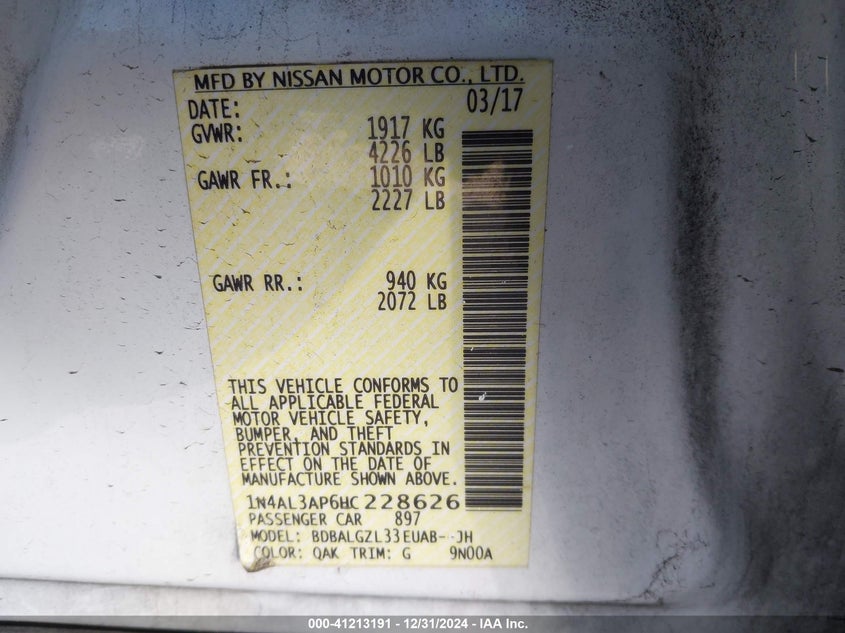 MFD BY NISSAN MOTOR CO., LTD.
DATE: 03/17
GVWR: 1917 KG
4226 LB
GAWR FR.: 1010 KG
2227 LB
GAWR RR.: 940 KG
2072 LB
THIS VEHICLE CONFORMS TO
ALL APPLICABLE FEDERAL
MOTOR VEHICLE SAFETY,
BUMPER, AND THEFT
PREVENTION STANDARDS IN
EFFECT ON THE DATE OF
MANUFACTURE SHOWN ABOVE.
1N4AL3AP6HC228626
PASSENGER CAR 897
MODEL: BDBALGZL33EUAB--JH
COLOR: QAK TRIM: G 9N00A
000-41213191 - 12/31/2024 - IAA Inc.